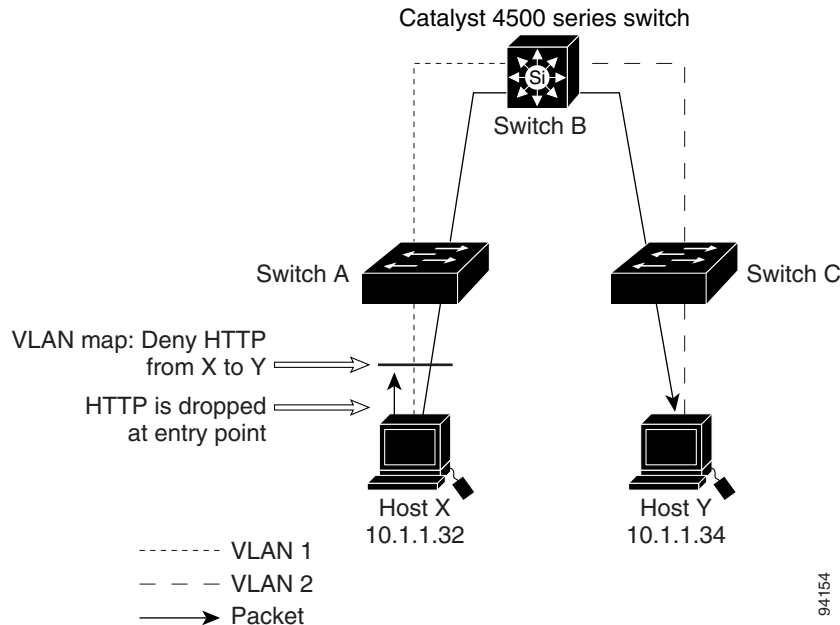 Catalyst 4500 series switch
Si
Switch B
Switch A
Switch C
VLAN map: Deny HTTP
from X to Y
HTTP is dropped
at entry point
Host X
10.1.1.32
Host Y
10.1.1.34
VLAN 1
VLAN 2
Packet
94154